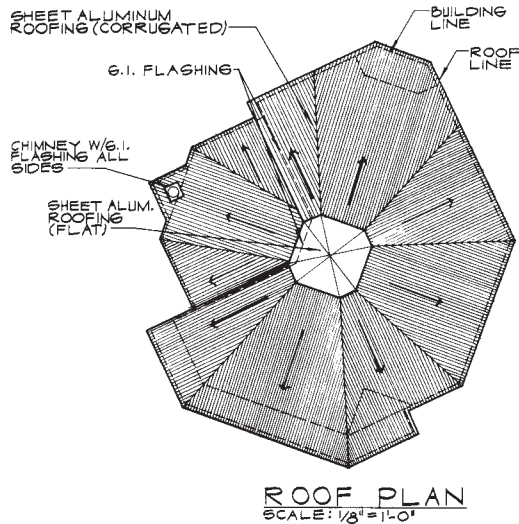 SHEET ALUMINUM
ROOFING (CORRUGATED)
BUILDING
LINE
ROOF
LINE
G.I. FLASHING
CHIMNEY W/G.I.
FLASHING ALL
SIDES
SHEET ALUM.
ROOFING
(FLAT)
ROOF PLAN
SCALE: 1/8" = 1'-0"